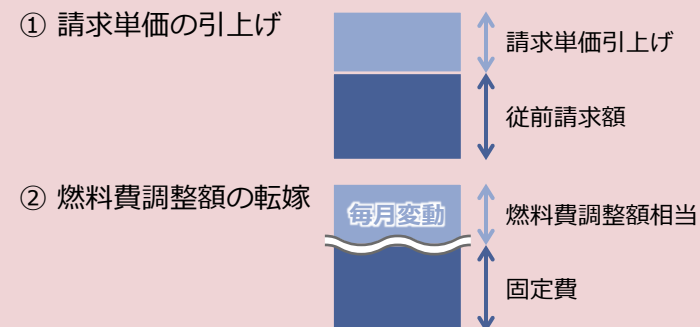 ① 請求単価の引上げ
請求単価引上げ
従前請求額
② 燃料費調整額の転嫁
毎月変動
燃料費調整額相当
固定費